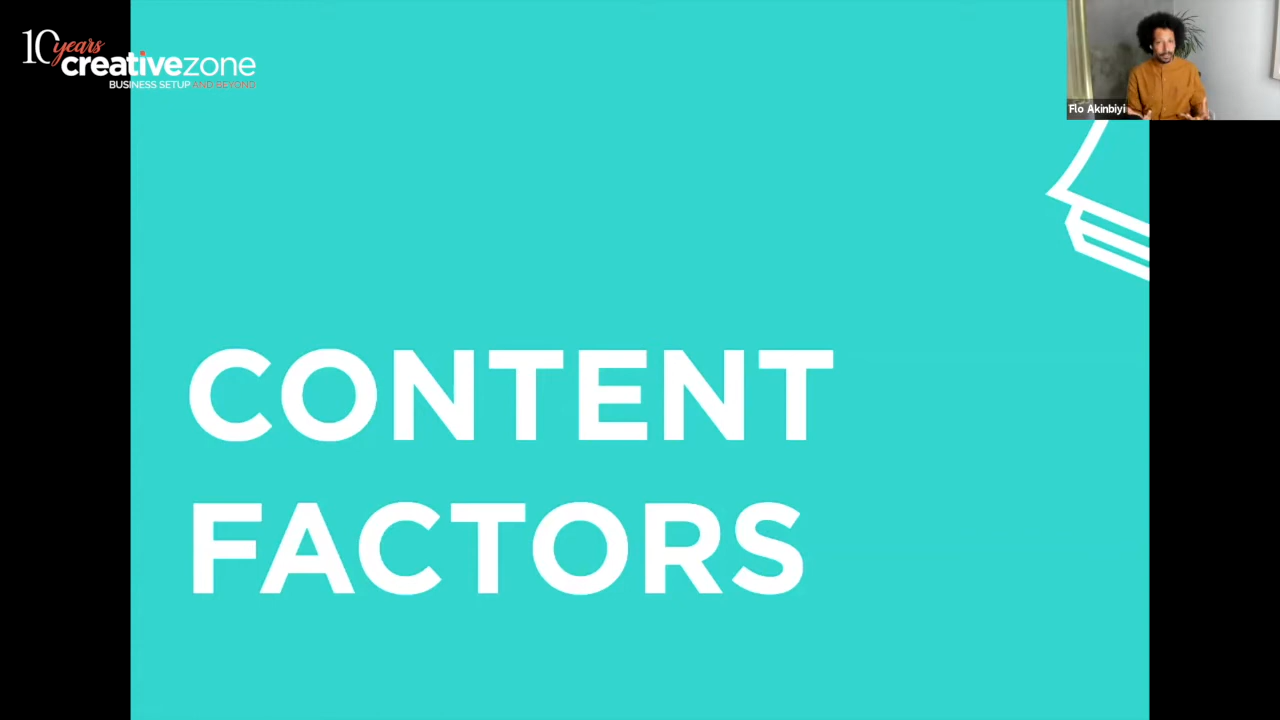 10 years
creativezone
BUSINESS SETUP AND BEYOND
Flo Akinbiyi
CONTENT
FACTORS